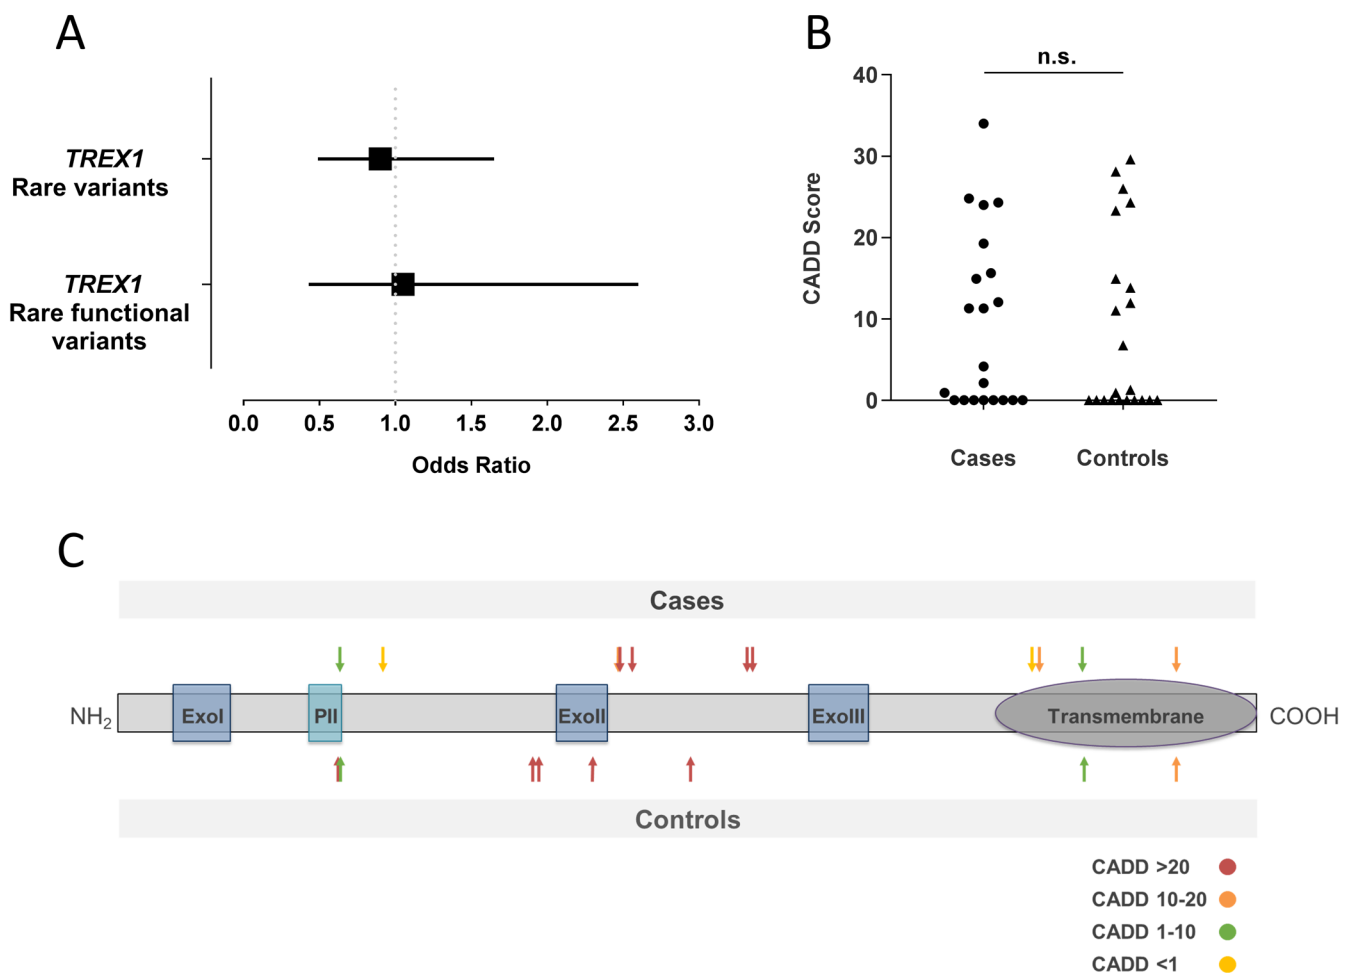 A
TREX1
Rare variants
TREX1
Rare functional
variants
0.0 0.5 1.0 1.5 2.0 2.5 3.0
Odds Ratio
B
n.s.
40
30
20
10
0
CADD Score
Cases Controls
C
Cases
NH2 ExoI PII ExoII ExoIII Transmembrane COOH
Controls
CADD >20
CADD 10-20
CADD 1-10
CADD <1